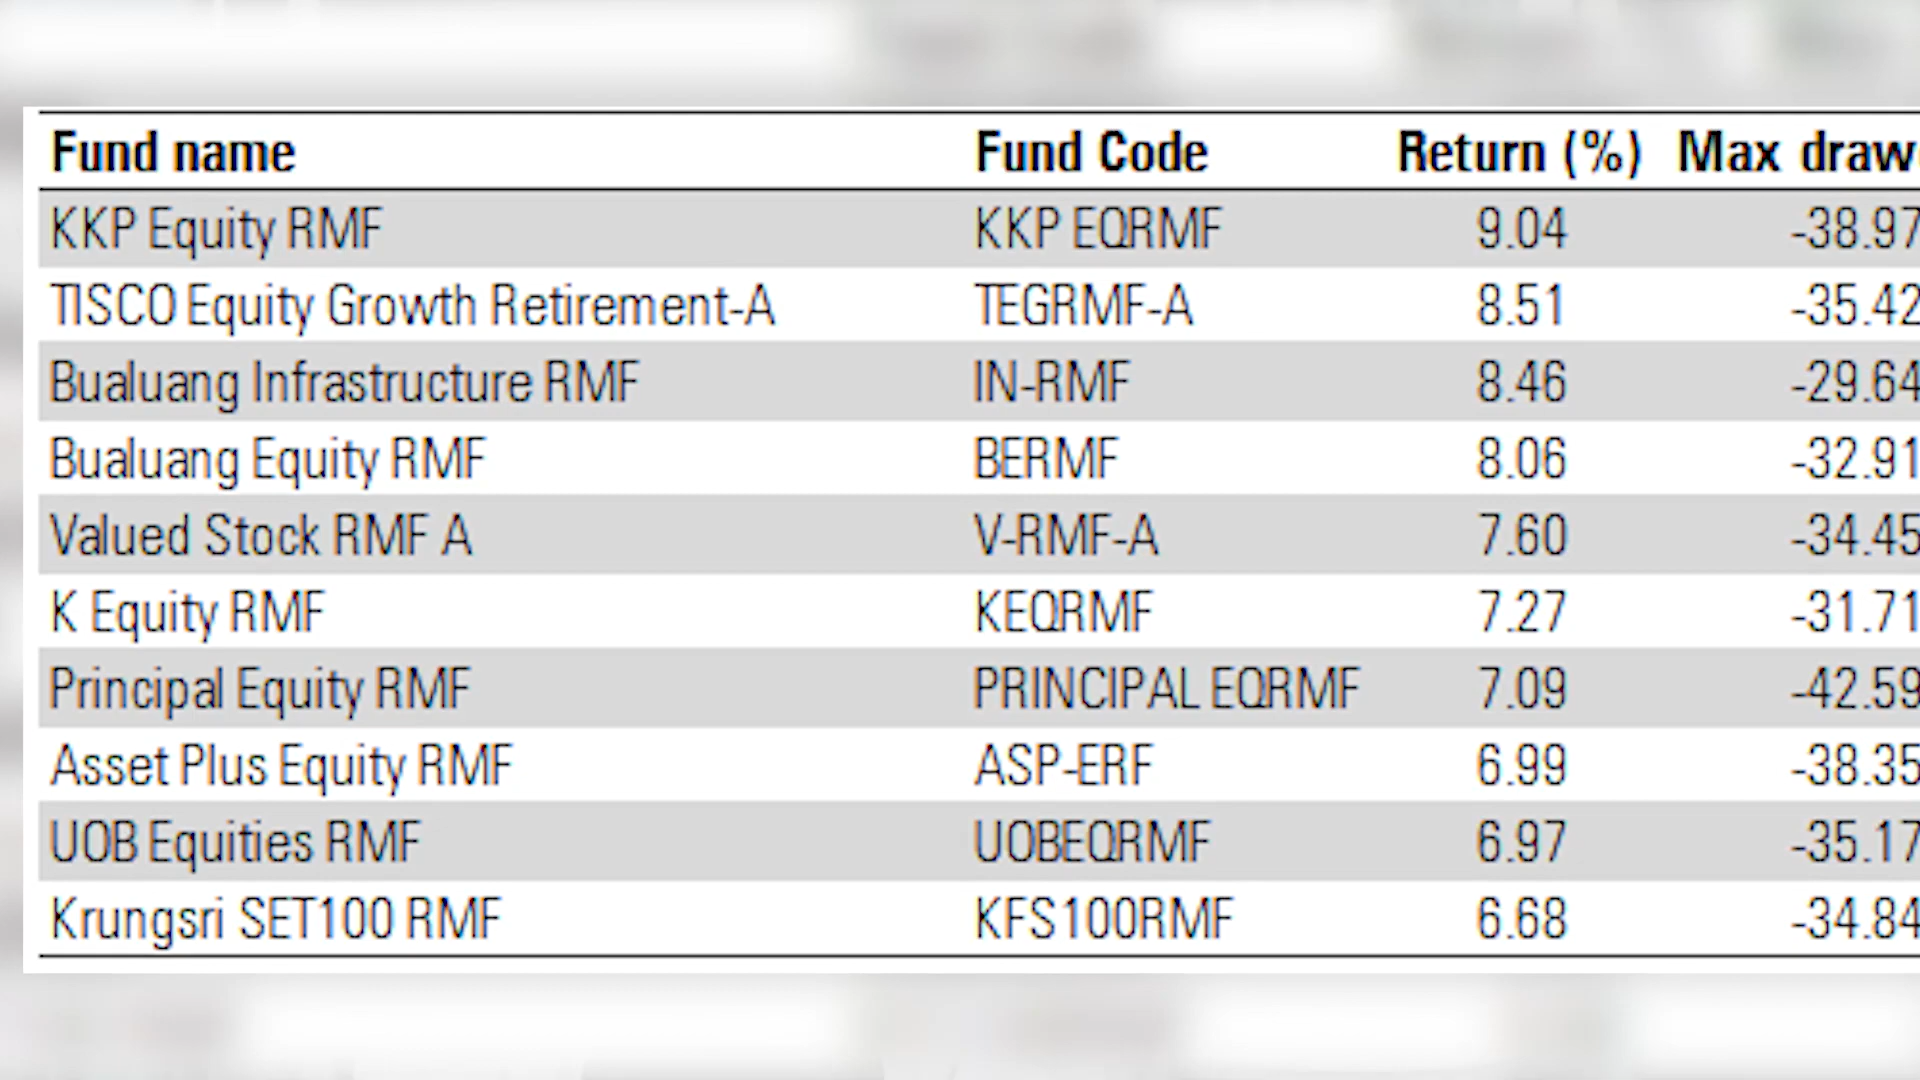 Fund name Fund Code Return (%) Max draw
KKP Equity RMF KKP EQRMF 9.04 -38.97
TISCO Equity Growth Retirement-A TEGRMF-A 8.51 -35.42
Bualuang Infrastructure RMF IN-RMF 8.46 -29.64
Bualuang Equity RMF BERMF 8.06 -32.91
Valued Stock RMF A V-RMF-A 7.60 -34.45
K Equity RMF KEQRMF 7.27 -31.71
Principal Equity RMF PRINCIPAL EQRMF 7.09 -42.59
Asset Plus Equity RMF ASP-ERF 6.99 -38.35
UOB Equities RMF UOBEQRMF 6.97 -35.17
Krungsri SET100 RMF KFS100RMF 6.68 -34.84